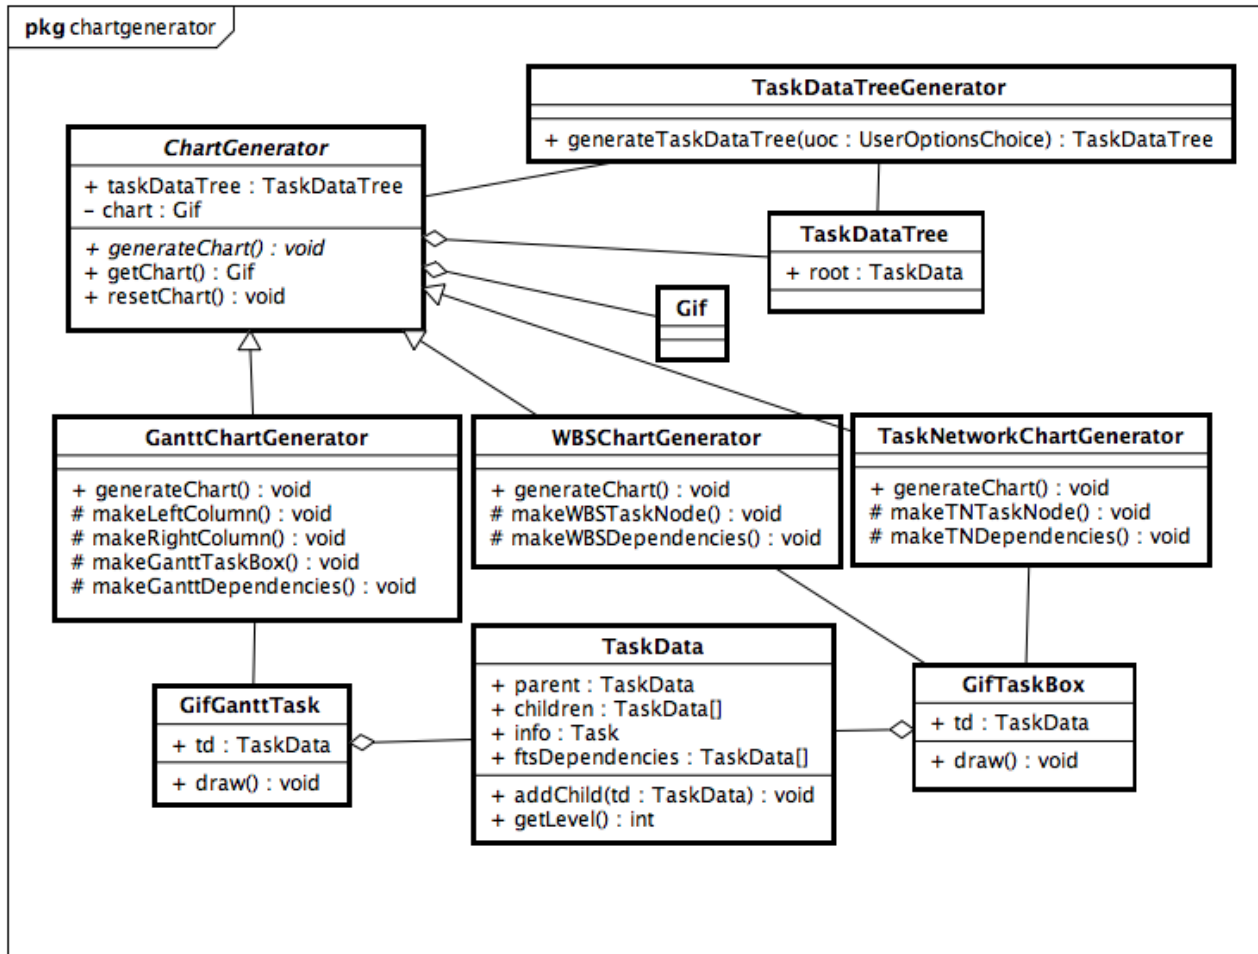 pkg chartgenerator
TaskDataTreeGenerator
+ generateTaskDataTree(uoc : UserOptionsChoice) : TaskDataTree
ChartGenerator
+ taskDataTree : TaskDataTree
- chart : Gif
+ generateChart() : void
+ getChart() : Gif
+ resetChart() : void
TaskDataTree
+ root : TaskData
Gif
GanttChartGenerator
+ generateChart() : void
# makeLeftColumn() : void
# makeRightColumn() : void
# makeGanttTaskBox() : void
# makeGanttDependencies() : void
WBSChartGenerator
+ generateChart() : void
# makeWBSTaskNode() : void
# makeWBSDependencies() : void
TaskNetworkChartGenerator
+ generateChart() : void
# makeTNTaskNode() : void
# makeTNDependencies() : void
GifGanttTask
+ td : TaskData
+ draw() : void
TaskData
+ parent : TaskData
+ children : TaskData[]
+ info : Task
+ ftsDependencies : TaskData[]
+ addChild(td : TaskData) : void
+ getLevel() : int
GifTaskBox
+ td : TaskData
+ draw() : void